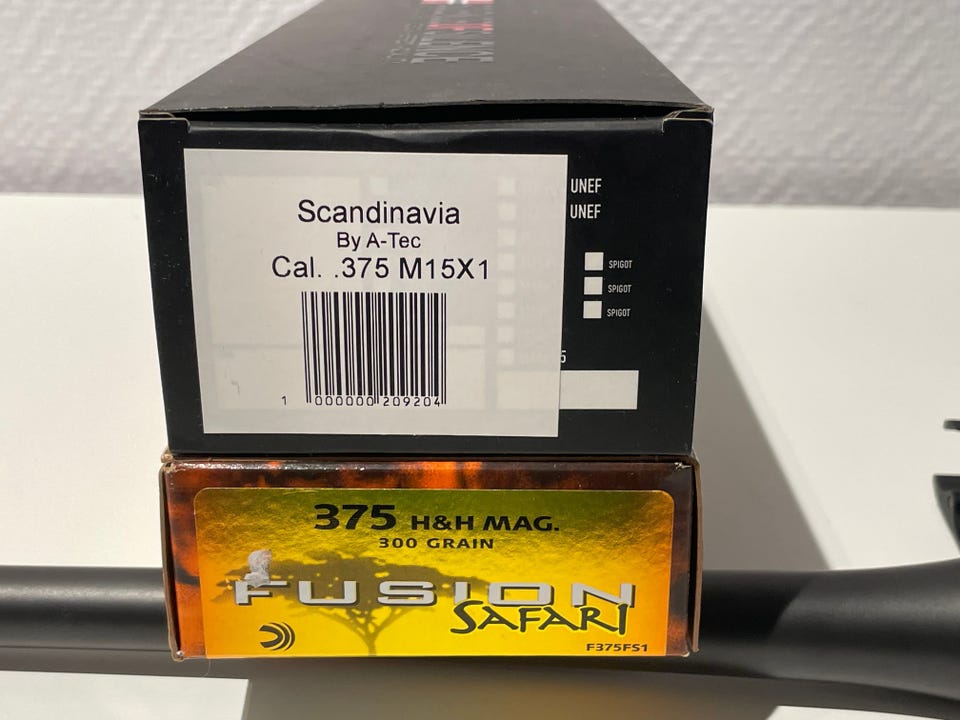 Scandinavia
By A-Tec
Cal. .375 M15X1
1 000000 209204
UNEF
UNEF
SPIGOT
SPIGOT
SPIGOT
5
375 H&H MAG.
300 GRAIN
FUSION
SAFARI
F375FS1